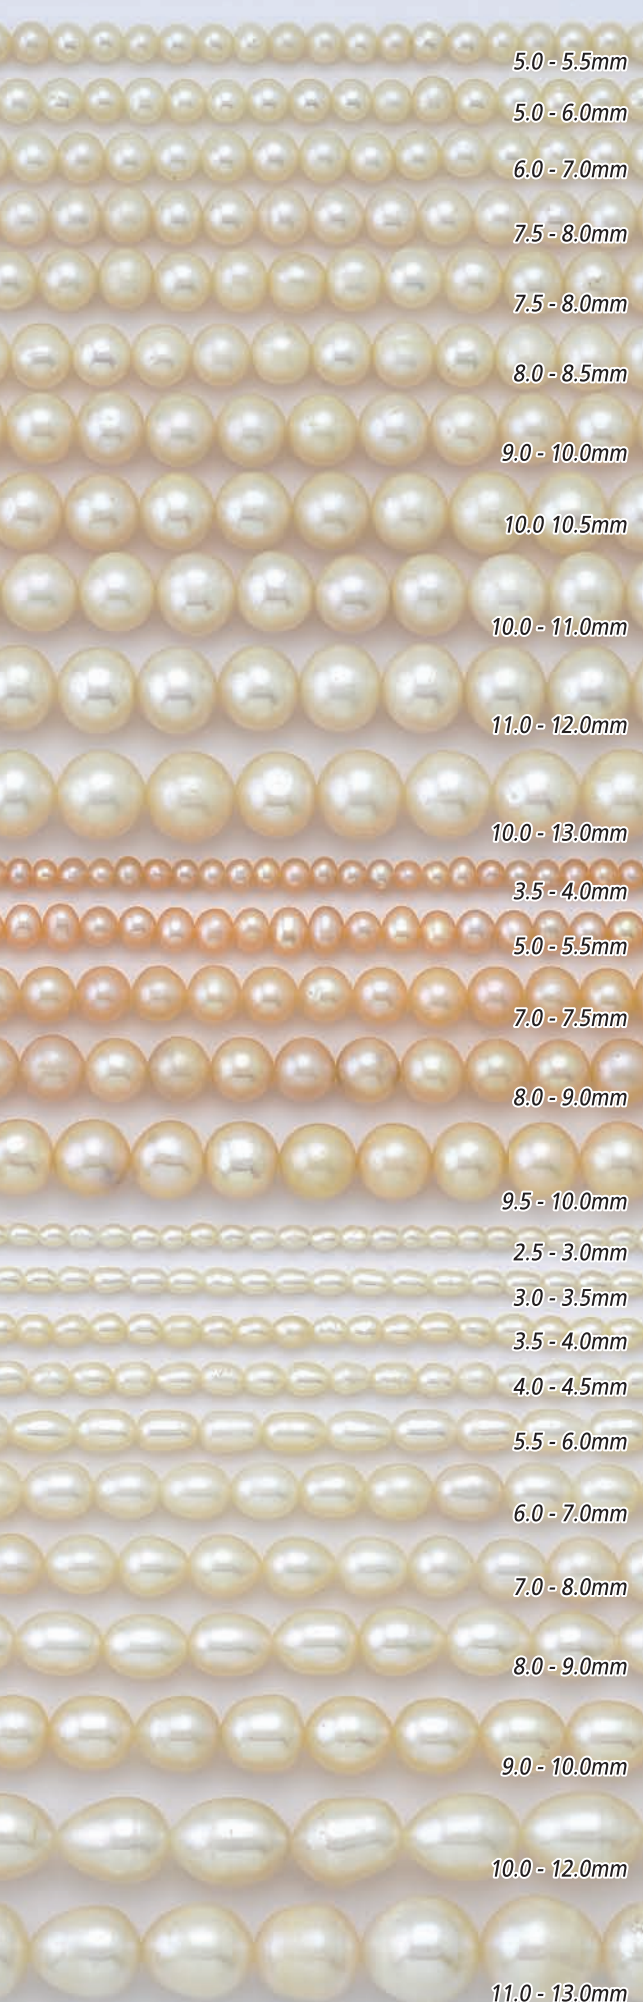 5.0 - 5.5mm
5.0 - 6.0mm
6.0 - 7.0mm
7.5 - 8.0mm
7.5 - 8.0mm
8.0 - 8.5mm
9.0 - 10.0mm
10.0 10.5mm
10.0 - 11.0mm
11.0 - 12.0mm
10.0 - 13.0mm
3.5 - 4.0mm
5.0 - 5.5mm
7.0 - 7.5mm
8.0 - 9.0mm
9.5 - 10.0mm
2.5 - 3.0mm
3.0 - 3.5mm
3.5 - 4.0mm
4.0 - 4.5mm
5.5 - 6.0mm
6.0 - 7.0mm
7.0 - 8.0mm
8.0 - 9.0mm
9.0 - 10.0mm
10.0 - 12.0mm
11.0 - 13.0mm